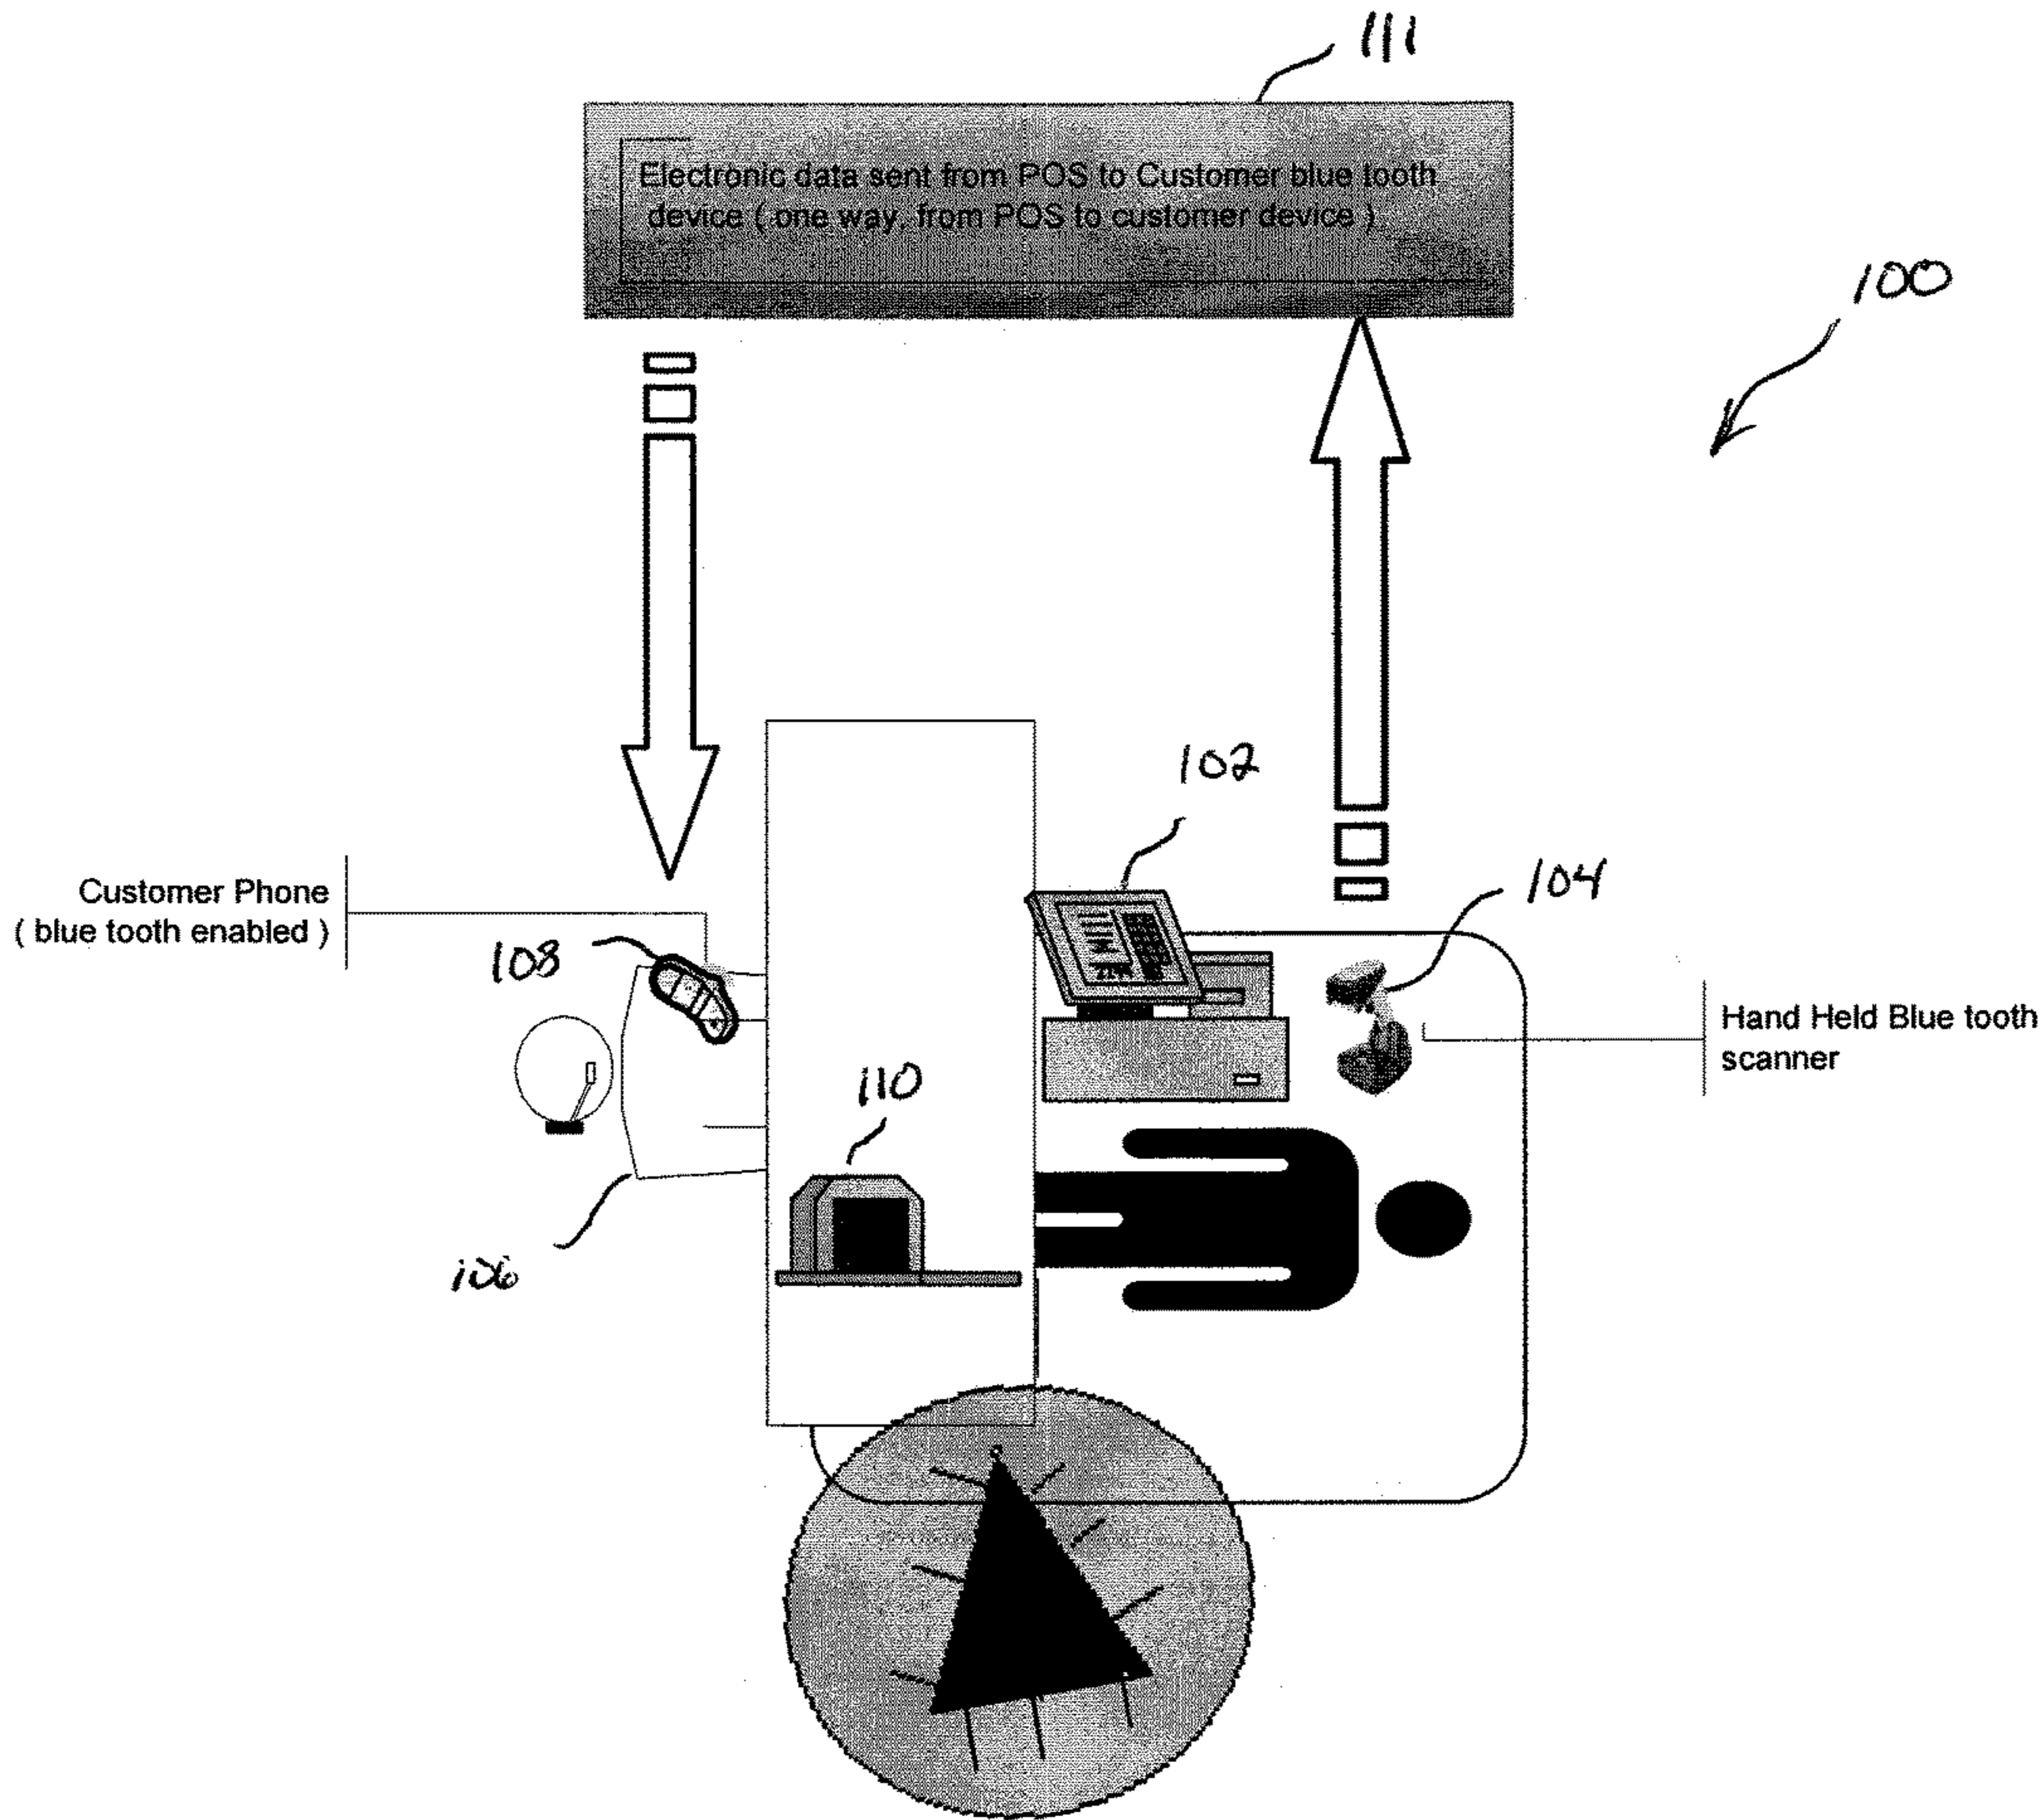 111
Electronic data sent from POS to Customer blue tooth
device ( one way, from POS to customer device )
100
102
Customer Phone
( blue tooth enabled )
108
104
Hand Held Blue tooth
scanner
110
106